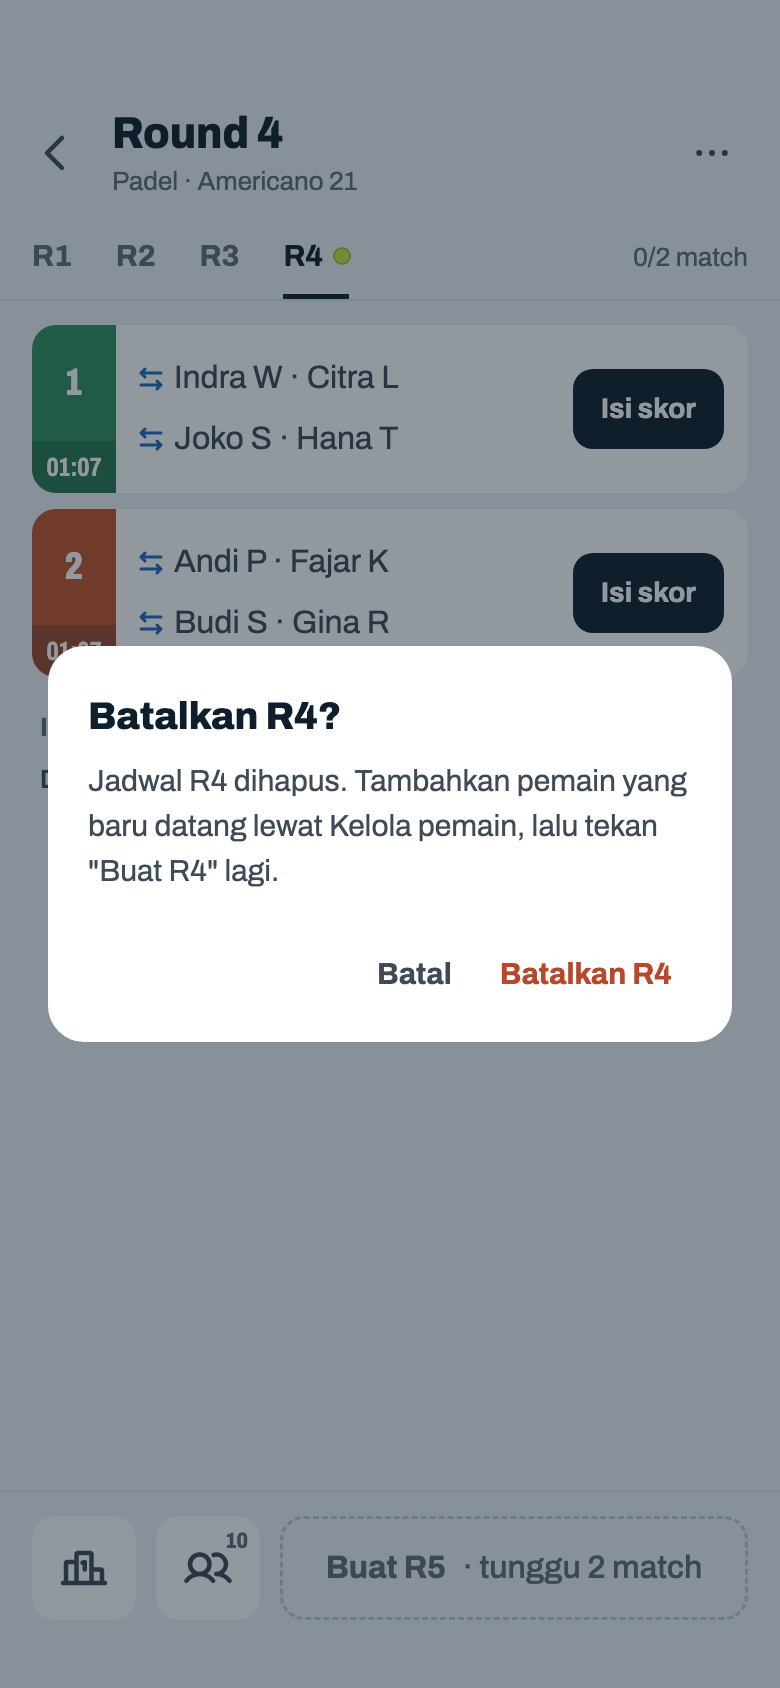 Round 4
Padel · Americano 21
R1 R2 R3 R4 0/2 match
1
01:07
Indra W · Citra L
Joko S · Hana T
Isi skor
2
Andi P · Fajar K
Budi S · Gina R
Isi skor
Batalkan R4?
Jadwal R4 dihapus. Tambahkan pemain yang
baru datang lewat Kelola pemain, lalu tekan
"Buat R4" lagi.
Batal Batalkan R4
10
Buat R5 · tunggu 2 match